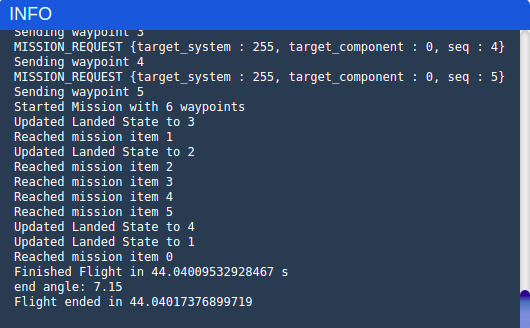 INFO
Sending waypoint 3
MISSION_REQUEST {target_system : 255, target_component : 0, seq : 4}
Sending waypoint 4
MISSION_REQUEST {target_system : 255, target_component : 0, seq : 5}
Sending waypoint 5
Started Mission with 6 waypoints
Updated Landed State to 3
Reached mission item 1
Updated Landed State to 2
Reached mission item 2
Reached mission item 3
Reached mission item 4
Reached mission item 5
Updated Landed State to 4
Updated Landed State to 1
Reached mission item 0
Finished Flight in 44.04009532928467 s
end angle: 7.15
Flight ended in 44.04017376899719